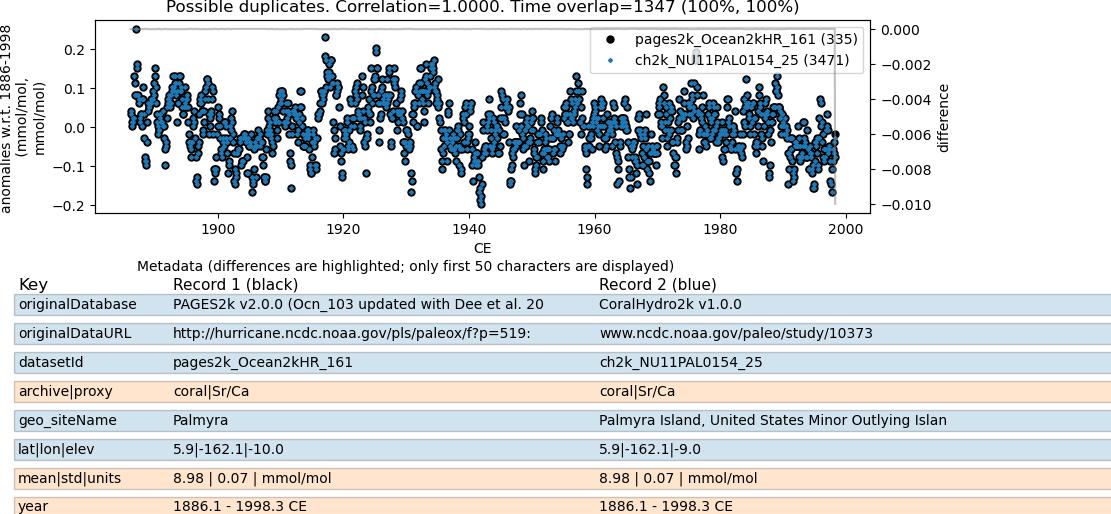 Possible duplicates. Correlation=1.0000. Time overlap=1347 (100%, 100%)
anomalies w.r.t. 1886-1998
(mmol/mol,
mmol/mol)
0.2
0.1
0.0
−0.1
−0.2
pages2k_Ocean2kHR_161 (335)
ch2k_NU11PAL0154_25 (3471)
0.000
−0.002
−0.004
−0.006
−0.008
−0.010
difference
1900
1920
1940
1960
1980
2000
CE
Metadata (differences are highlighted; only first 50 characters are displayed)
Key Record 1 (black) Record 2 (blue)
originalDatabase PAGES2k v2.0.0 (Ocn_103 updated with Dee et al. 20 CoralHydro2k v1.0.0
originalDataURL http://hurricane.ncdc.noaa.gov/pls/paleox/f?p=519: www.ncdc.noaa.gov/paleo/study/10373
datasetId pages2k_Ocean2kHR_161 ch2k_NU11PAL0154_25
archive|proxy coral|Sr/Ca coral|Sr/Ca
geo_siteName Palmyra Palmyra Island, United States Minor Outlying Islan
lat|lon|elev 5.9|-162.1|-10.0 5.9|-162.1|-9.0
mean|std|units 8.98 | 0.07 | mmol/mol 8.98 | 0.07 | mmol/mol
year 1886.1 - 1998.3 CE 1886.1 - 1998.3 CE